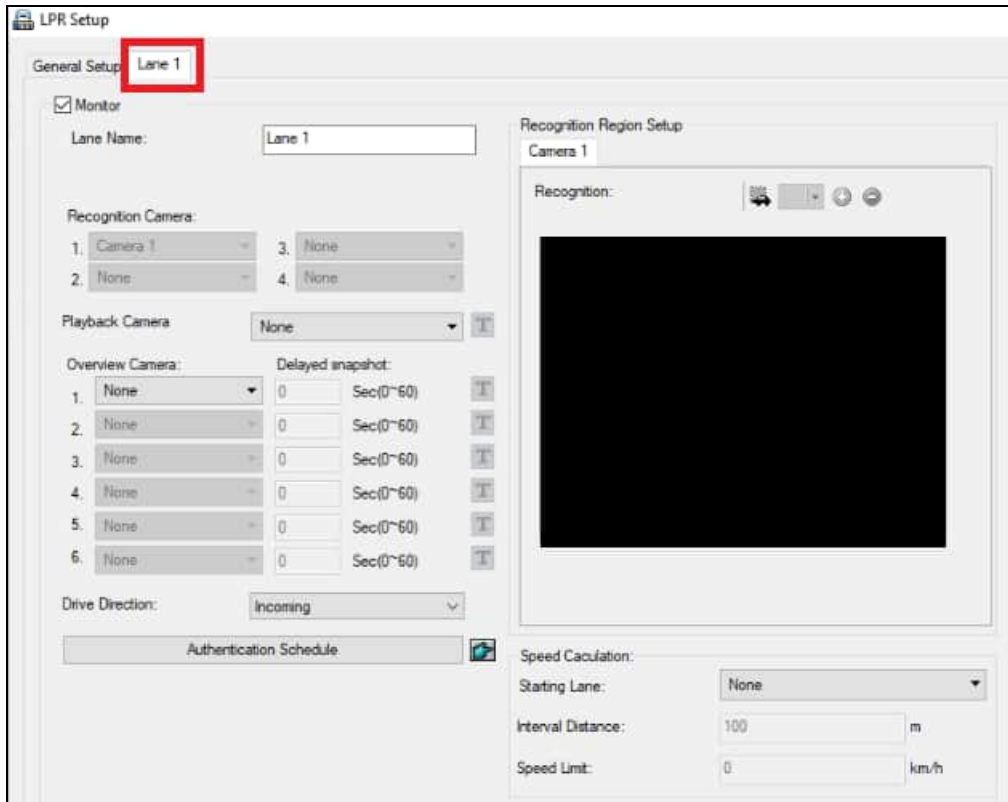 LPR Setup
General Setup
Lane 1
Monitor
Lane Name:
Lane 1
Recognition Camera:
1. Camera 1
3. None
2. None
4. None
Playback Camera
None
T
Overview Camera:
Delayed snapshot:
1. None
0
Sec(0~60)
T
2. None
0
Sec(0~60)
T
3. None
0
Sec(0~60)
T
4. None
0
Sec(0~60)
T
5. None
0
Sec(0~60)
T
6. None
0
Sec(0~60)
T
Drive Direction:
Incoming
Authentication Schedule
Recognition Region Setup
Camera 1
Recognition:
Speed Caculation:
Starting Lane:
None
Interval Distance:
100
m
Speed Limit:
0
km/h